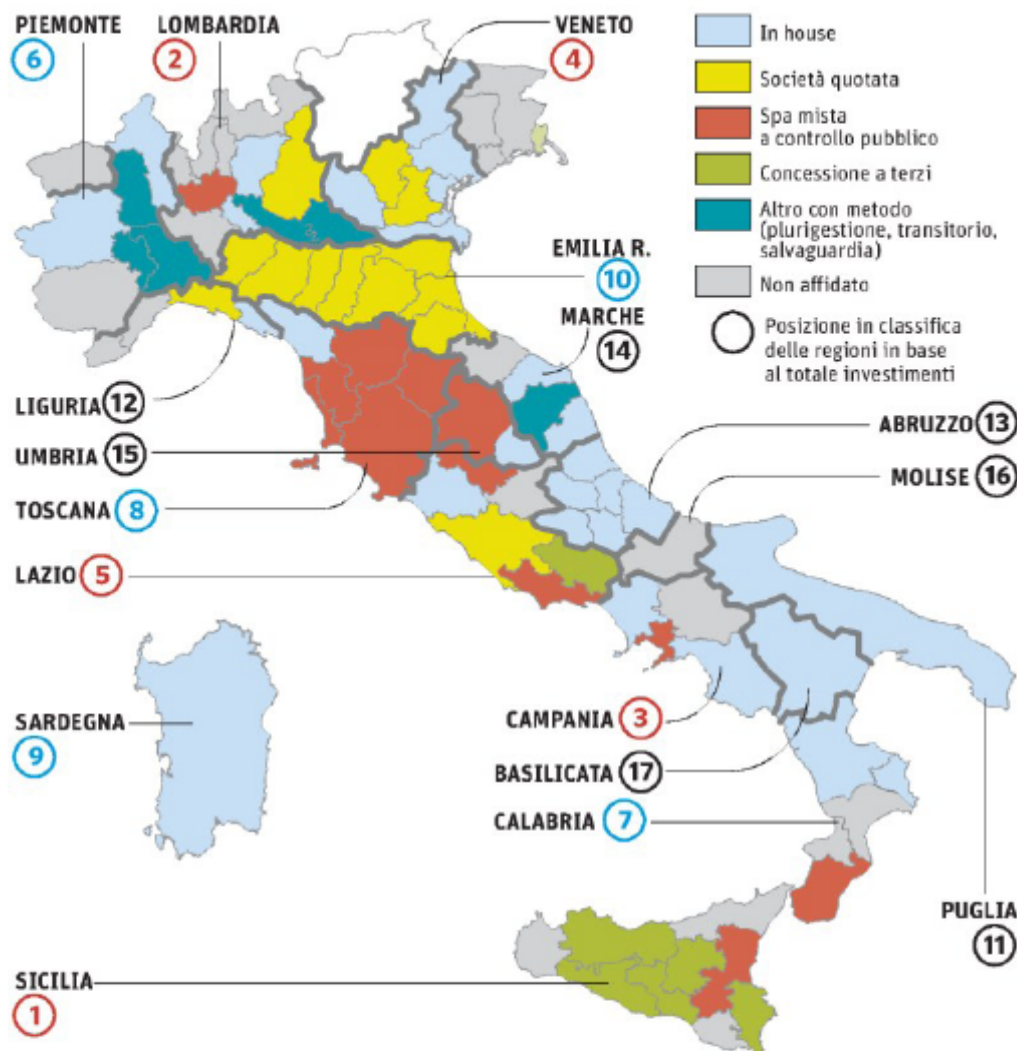 PIEMONTE
6
LOMBARDIA
2
VENETO
4
In house
Società quotata
Spa mista
a controllo pubblico
Concessione a terzi
Altro con metodo
(plurigestione, transitorio,
salvaguardia)
Non affidato
Posizione in classifica
delle regioni in base
al totale investimenti
EMILIA R.
10
MARCHE
14
LIGURIA 12
UMBRIA 15
TOSCANA 8
LAZIO 5
ABRUZZO 13
MOLISE 16
SARDEGNA
9
CAMPANIA 3
BASILICATA 17
CALABRIA 7
PUGLIA
11
SICILIA
1